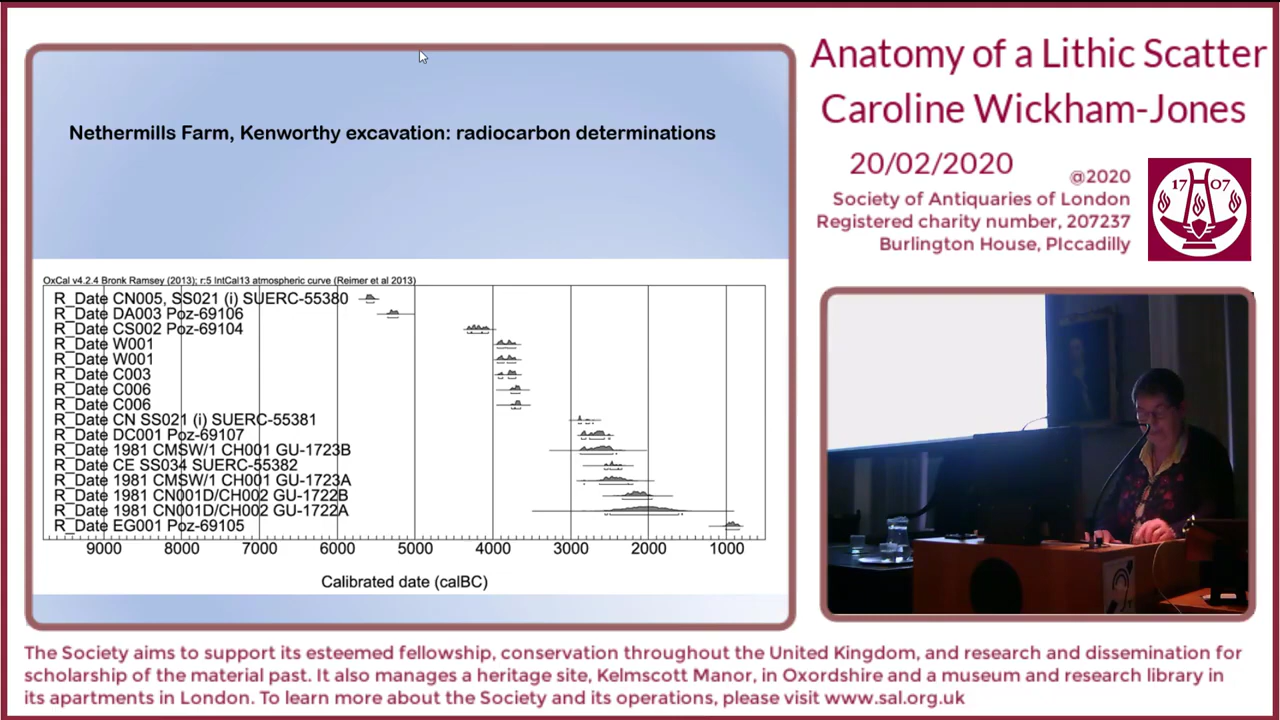 Nethermills Farm, Kenworthy excavation: radiocarbon determinations
OxCal v4.2.4 Bronk Ramsey (2013); r:5 IntCal13 atmospheric curve (Reimer et al 2013)
R_Date CN005, SS021 (i) SUERC-55380
R_Date DA003 Poz-69106
R_Date CS002 Poz-69104
R_Date W001
R_Date W001
R_Date C003
R_Date C006
R_Date C006
R_Date CN SS021 (i) SUERC-55381
R_Date DC001 Poz-69107
R_Date 1981 CMSW/1 CH001 GU-1723B
R_Date CE SS034 SUERC-55382
R_Date 1981 CMSW/1 CH001 GU-1723A
R_Date 1981 CN001D/CH002 GU-1722B
R_Date 1981 CN001D/CH002 GU-1722A
R_Date EG001 Poz-69105
9000 8000 7000 6000 5000 4000 3000 2000 1000
Calibrated date (calBC)
Anatomy of a Lithic Scatter
Caroline Wickham-Jones
20/02/2020
@2020
Society of Antiquaries of London
Registered charity number, 207237
Burlington House, PIccadilly
17 07
The Society aims to support its esteemed fellowship, conservation throughout the United Kingdom, and research and dissemination for
scholarship of the material past. It also manages a heritage site, Kelmscott Manor, in Oxordshire and a museum and research library in
its apartments in London. To learn more about the Society and its operations, please visit www.sal.org.uk